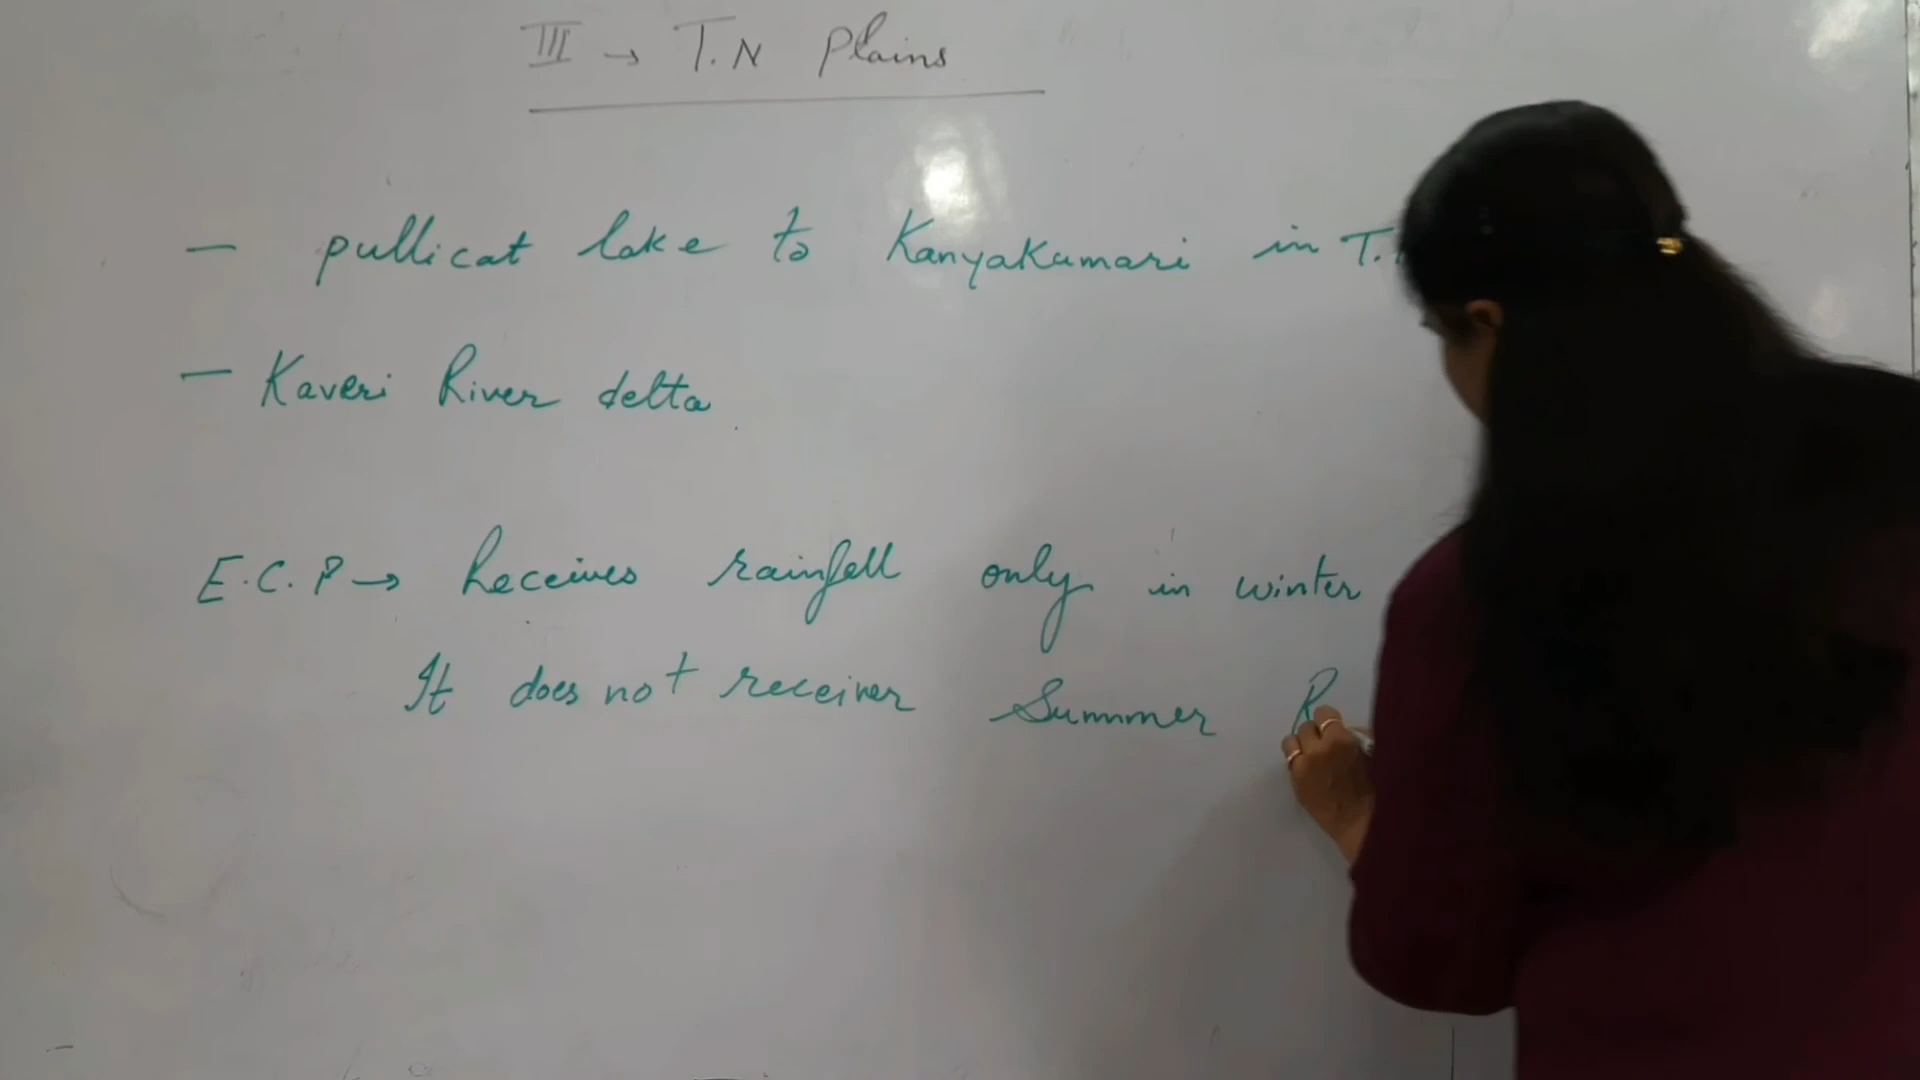 III → T.N Plains
— pullicat lake to Kanyakumari in T.
— Kaveri River delta
E.C.P → Receives rainfall only in winter
It does not receiver Summer R